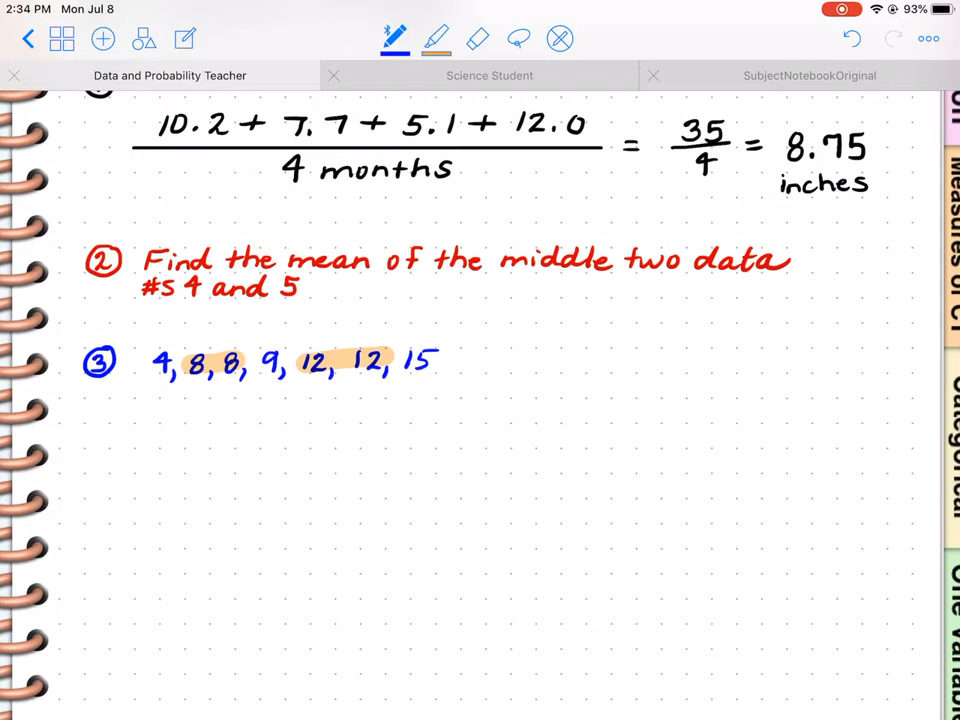 2:34 PM Mon Jul 8
93%
Data and Probability Teacher
Science Student
SubjectNotebookOriginal
10.2 + 7.7 + 5.1 + 12.0 = 35 = 8.75
4 months 4 inches
② Find the mean of the middle two data
#s 4 and 5
③ 4, 8, 8, 9, 12, 12, 15
Measures of CT
Categorical
One Variabl